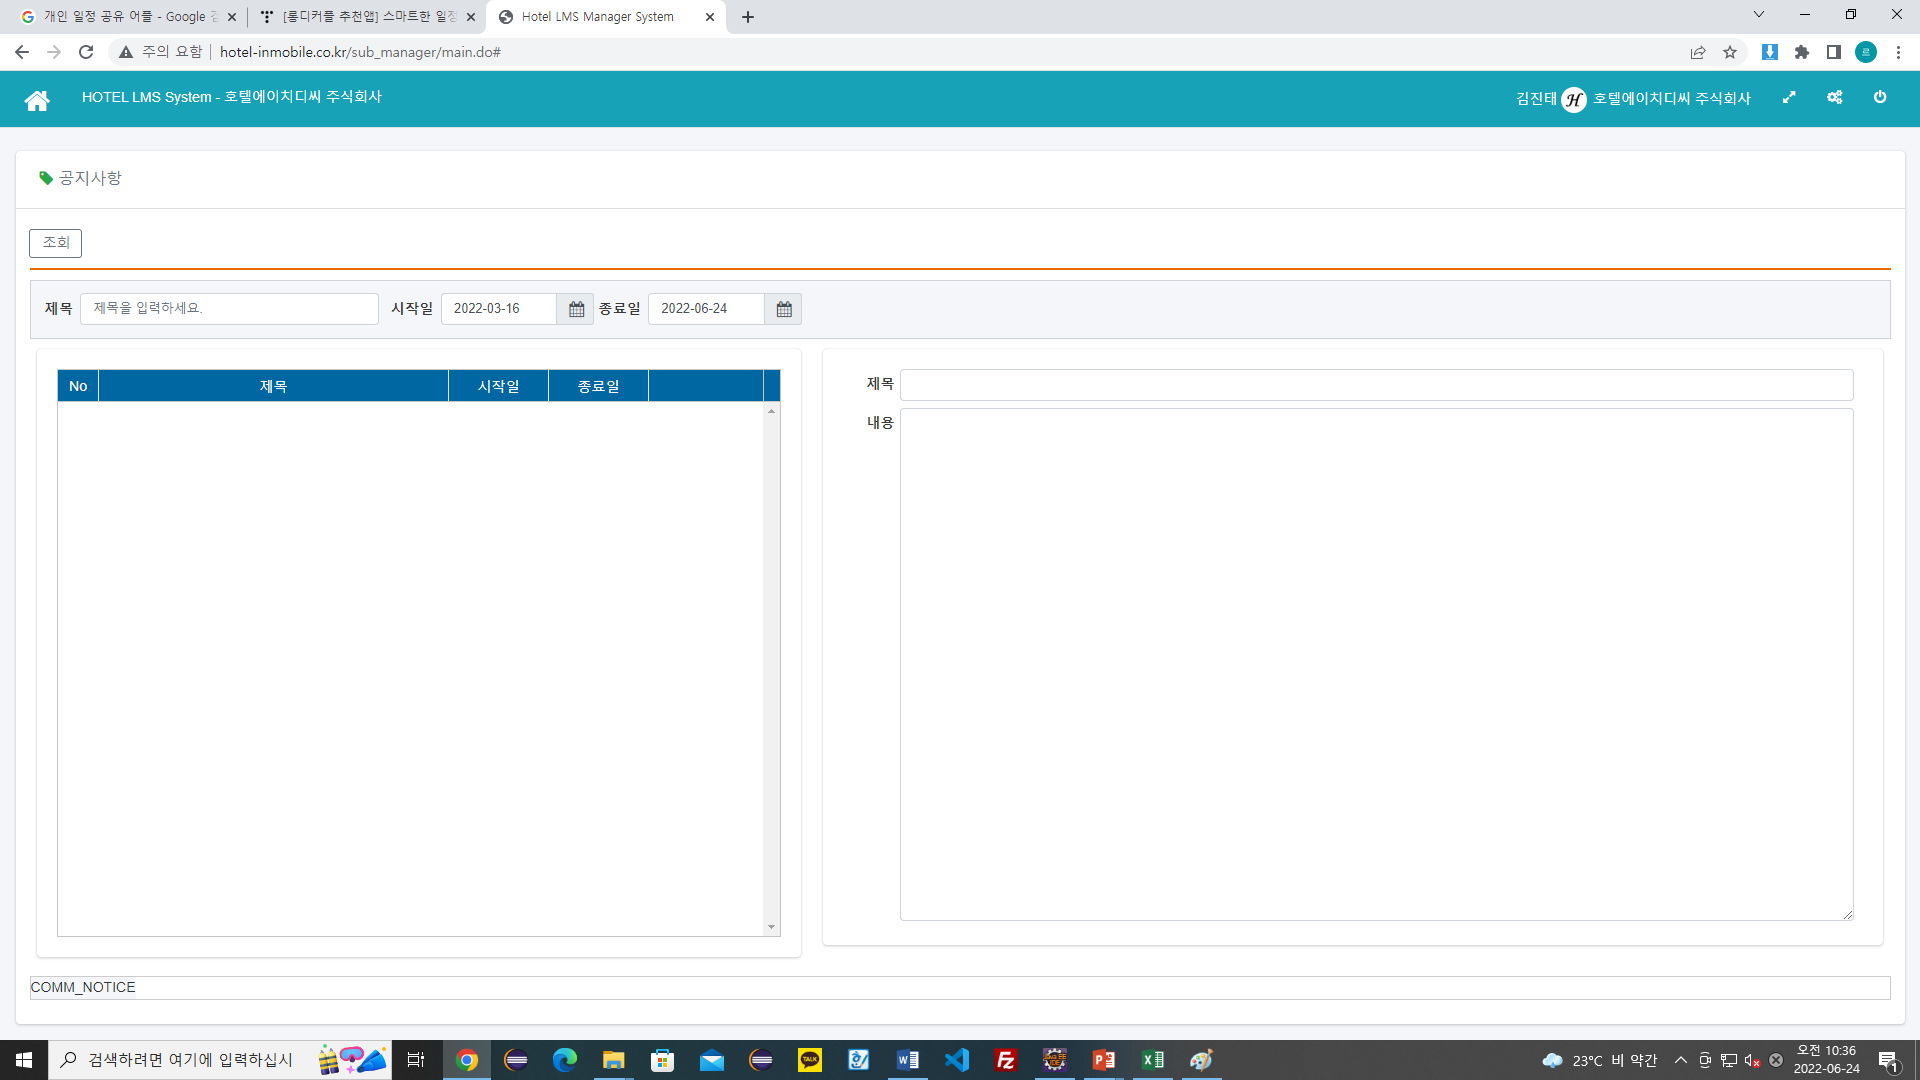 개인 일정 공유 어플 - Google 검
[롱디커플 추천앱] 스마트한 일정
Hotel LMS Manager System
주의 요함
hotel-inmobile.co.kr/sub_manager/main.do#
HOTEL LMS System - 호텔에이치디씨 주식회사
김진태 H 호텔에이치디씨 주식회사
공지사항
조회
제목 제목을 입력하세요. 시작일 2022-03-16 종료일 2022-06-24
No 제목 시작일 종료일
제목
내용
COMM_NOTICE
검색하려면 여기에 입력하십시
TALK
23°C 비 약간
오전 10:36
2022-06-24
1